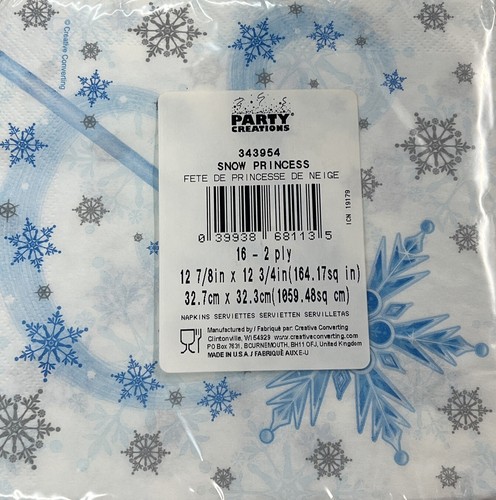 © Creative Converting
PARTY
CREATIONS
343954
SNOW PRINCESS
FETE DE PRINCESSE DE NEIGE
ICN 19179
0 39938 68113 5
16 - 2 ply
12 7/8in x 12 3/4in(164.17sq in)
32.7cm x 32.3cm(1059.48sq cm)
NAPKINS SERVIETTES SERVIETTEN SERVILLETAS
Manufactured by / Fabriqué par: Creative Converting
Clintonville, WI 54929 www.creativeconverting.com
PO Box 7631, BOURNEMOUTH, BH1 1 OFJ, United Kingdom
MADE IN U.S.A. / FABRIQUÉ AUX E-U